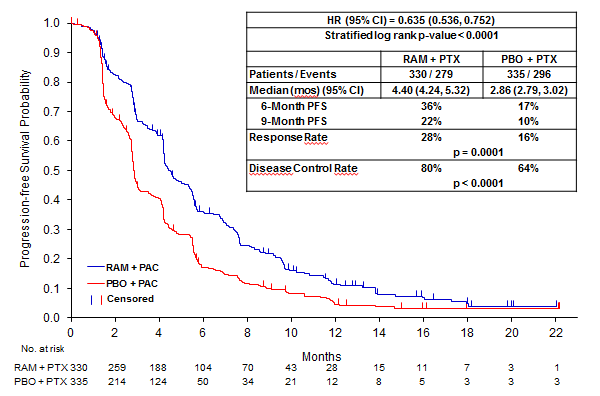 HR (95% CI) = 0.635 (0.536, 0.752)
Stratified log rank p-value < 0.0001
RAM + PTX PBO + PTX
Patients / Events 330 / 279 335 / 296
Median (mos) (95% CI) 4.40 (4.24, 5.32) 2.86 (2.79, 3.02)
6-Month PFS 36% 17%
9-Month PFS 22% 10%
Response Rate 28% 16%
p = 0.0001
Disease Control Rate 80% 64%
p < 0.0001
Progression-free Survival Probability
1.0
0.9
0.8
0.7
0.6
0.5
0.4
0.3
0.2
0.1
0.0
RAM + PAC
PBO + PAC
Censored
0 2 4 6 8 10 12 14 16 18 20 22
Months
No. at risk
RAM + PTX 330 259 188 104 70 43 28 15 11 7 3 1
PBO + PTX 335 214 124 50 34 21 12 8 5 3 3 3